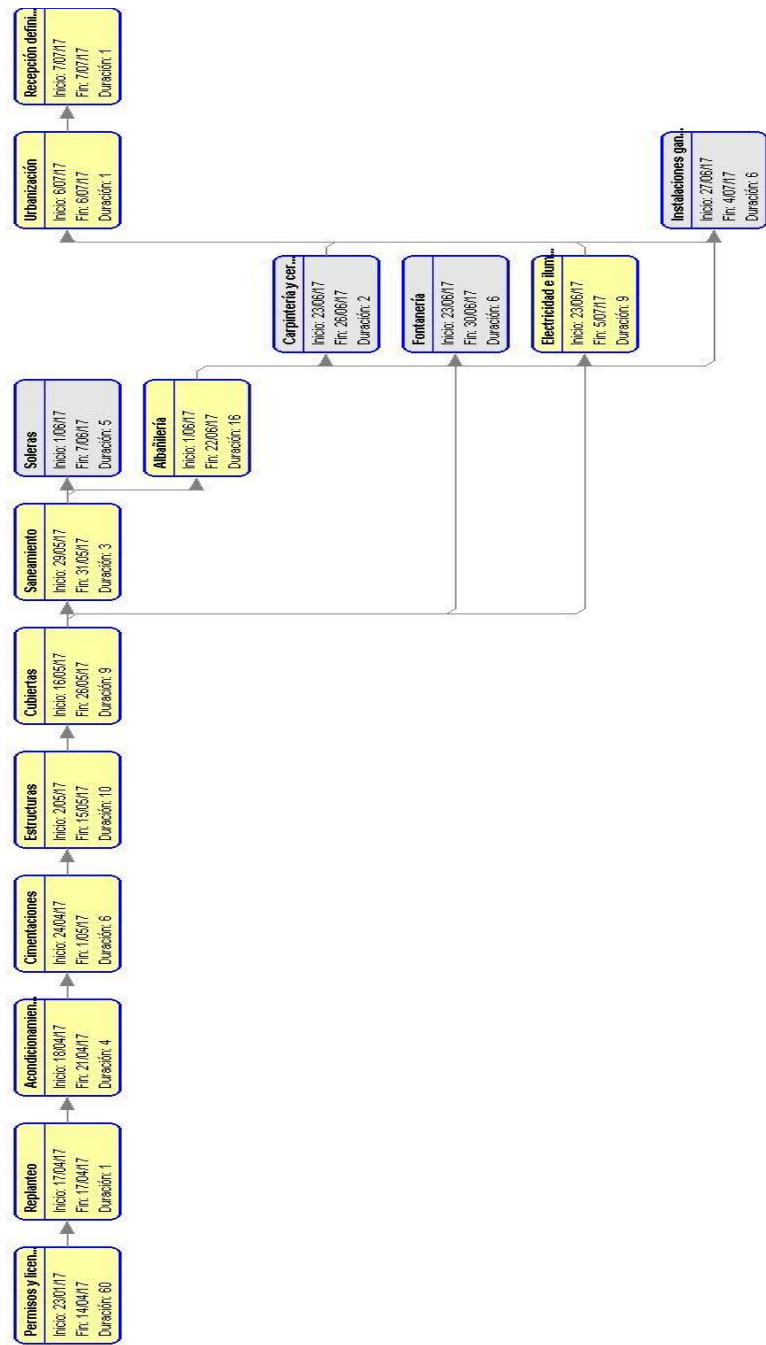 Permisos y licen...
Inicio: 23/01/17
Fin: 14/04/17
Duración: 60
Replanteo
Inicio: 17/04/17
Fin: 17/04/17
Duración: 1
Acondicionamien...
Inicio: 18/04/17
Fin: 21/04/17
Duración: 4
Cimentaciones
Inicio: 24/04/17
Fin: 1/05/17
Duración: 6
Estructuras
Inicio: 2/05/17
Fin: 15/05/17
Duración: 10
Cubiertas
Inicio: 16/05/17
Fin: 26/05/17
Duración: 9
Saneamiento
Inicio: 29/05/17
Fin: 31/05/17
Duración: 3
Soleras
Inicio: 1/06/17
Fin: 7/06/17
Duración: 5
Albañilería
Inicio: 1/06/17
Fin: 22/06/17
Duración: 16
Carpintería y cer...
Inicio: 23/06/17
Fin: 26/06/17
Duración: 2
Fontanería
Inicio: 23/06/17
Fin: 30/06/17
Duración: 6
Electricidad e ilum...
Inicio: 23/06/17
Fin: 5/07/17
Duración: 9
Instalaciones gan...
Inicio: 27/06/17
Fin: 4/07/17
Duración: 6
Urbanización
Inicio: 6/07/17
Fin: 6/07/17
Duración: 1
Recepción defini...
Inicio: 7/07/17
Fin: 7/07/17
Duración: 1